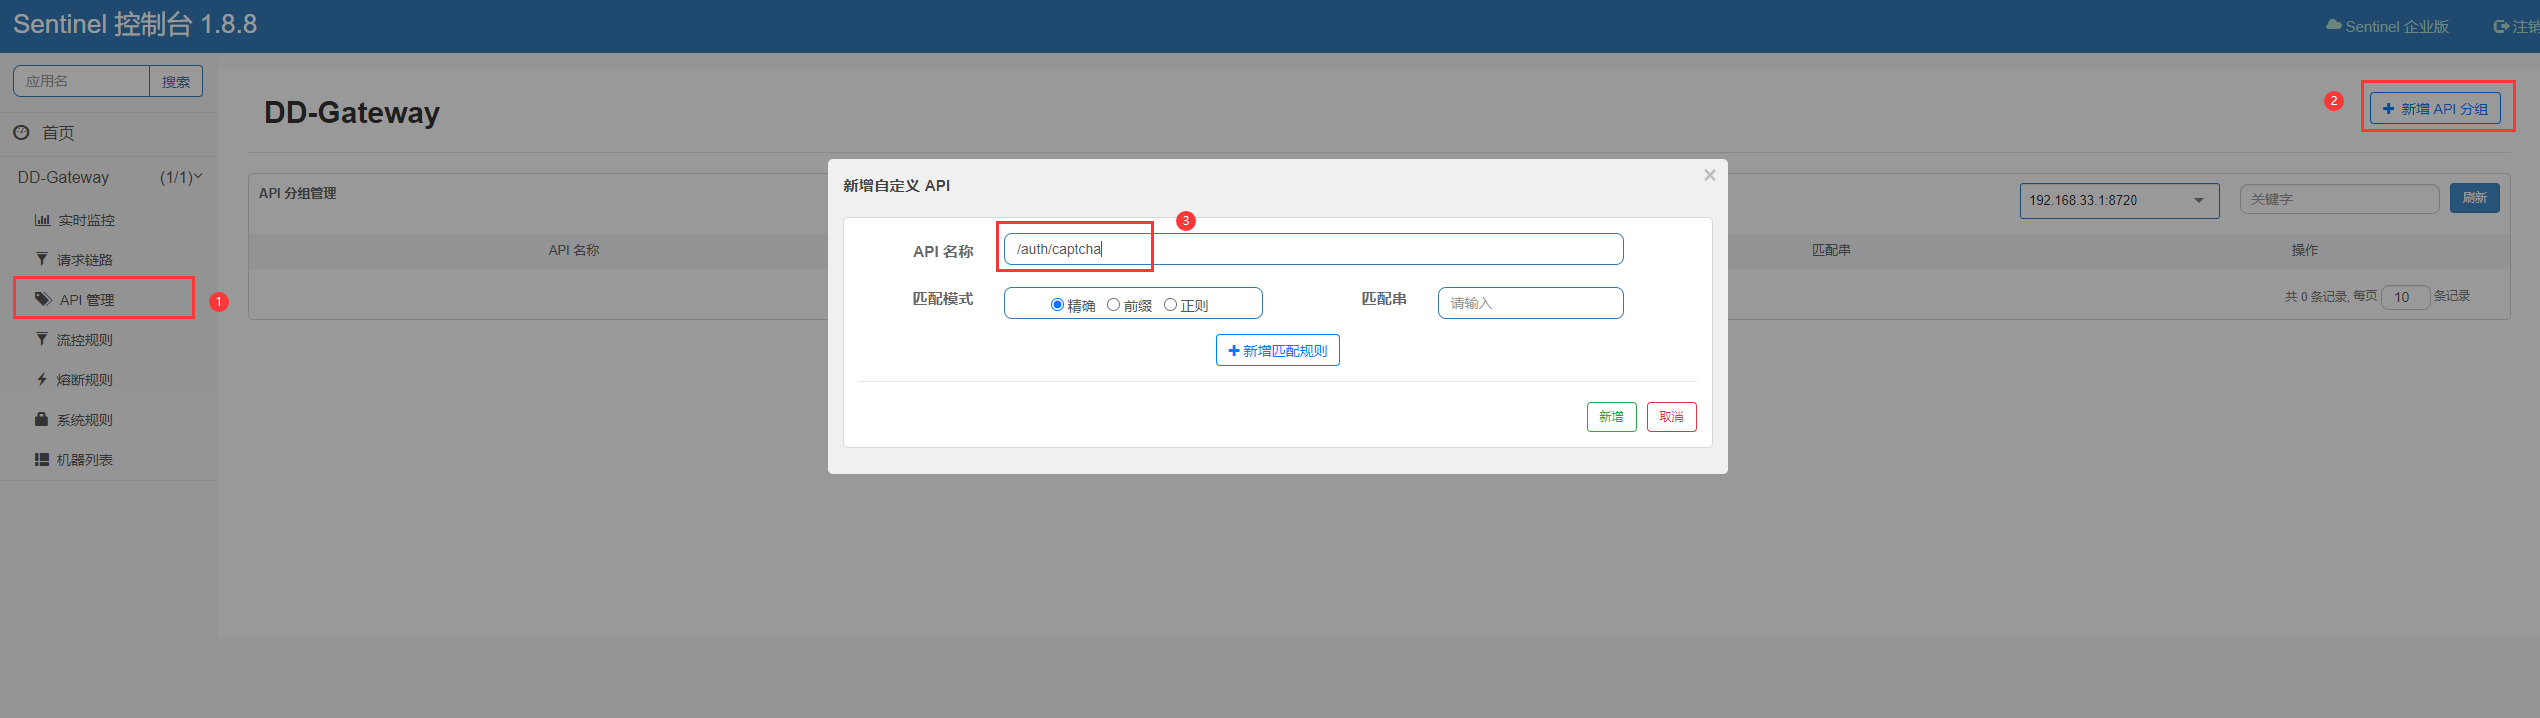 Sentinel 控制台 1.8.8
Sentinel 企业版
注销
应用名
搜索
首页
DD-Gateway (1/1)
实时监控
请求链路
API 管理
1
流控规则
熔断规则
系统规则
机器列表
DD-Gateway
2
新增 API 分组
API 分组管理
192.168.33.1:8720
关键字
刷新
API 名称
匹配串
操作
共 0 条记录, 每页 10 条记录
新增自定义 API
×
3
API 名称
/auth/captcha
匹配模式
精确 前缀 正则
匹配串
请输入
新增匹配规则
新增
取消